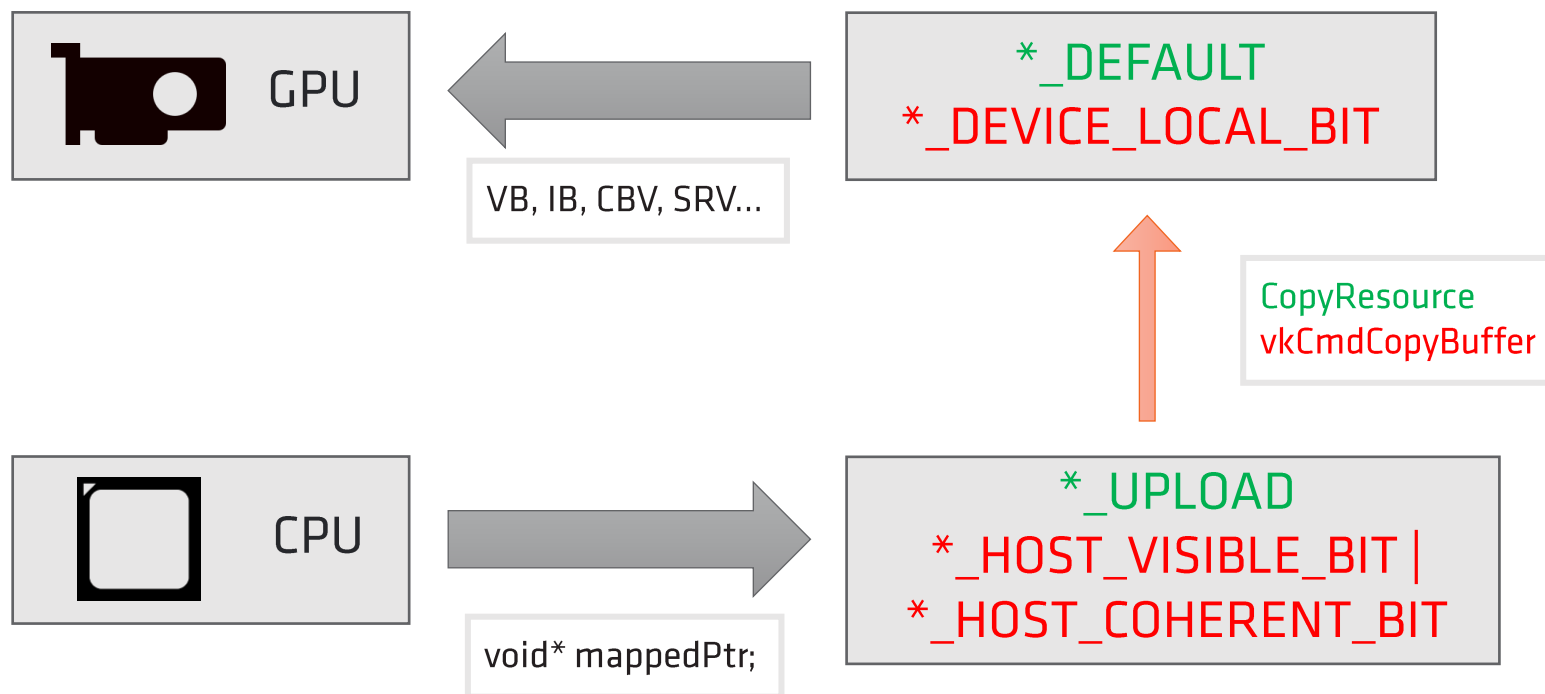 GPU
VB, IB, CBV, SRV...
*_DEFAULT
*_DEVICE_LOCAL_BIT
CopyResource
vkCmdCopyBuffer
CPU
void* mappedPtr;
*_UPLOAD
*_HOST_VISIBLE_BIT |
*_HOST_COHERENT_BIT